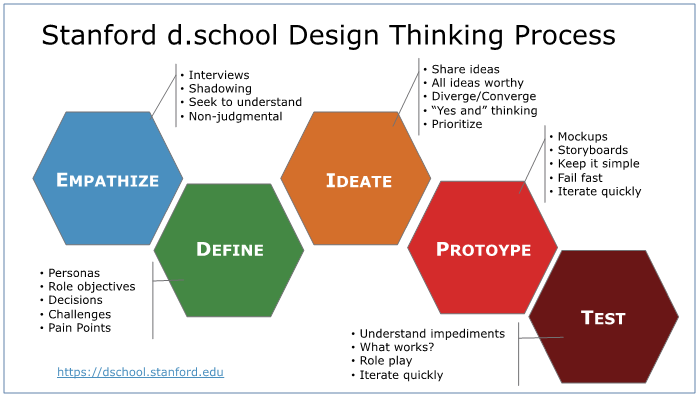 Stanford d.school Design Thinking Process
• Interviews
• Shadowing
• Seek to understand
• Non-judgmental
• Share ideas
• All ideas worthy
• Diverge/Converge
• “Yes and” thinking
• Prioritize
• Mockups
• Storyboards
• Keep it simple
• Fail fast
• Iterate quickly
EMPATHIZE
DEFINE
IDEATE
PROTOYPE
TEST
• Personas
• Role objectives
• Decisions
• Challenges
• Pain Points
• Understand impediments
• What works?
• Role play
• Iterate quickly
https://dschool.stanford.edu